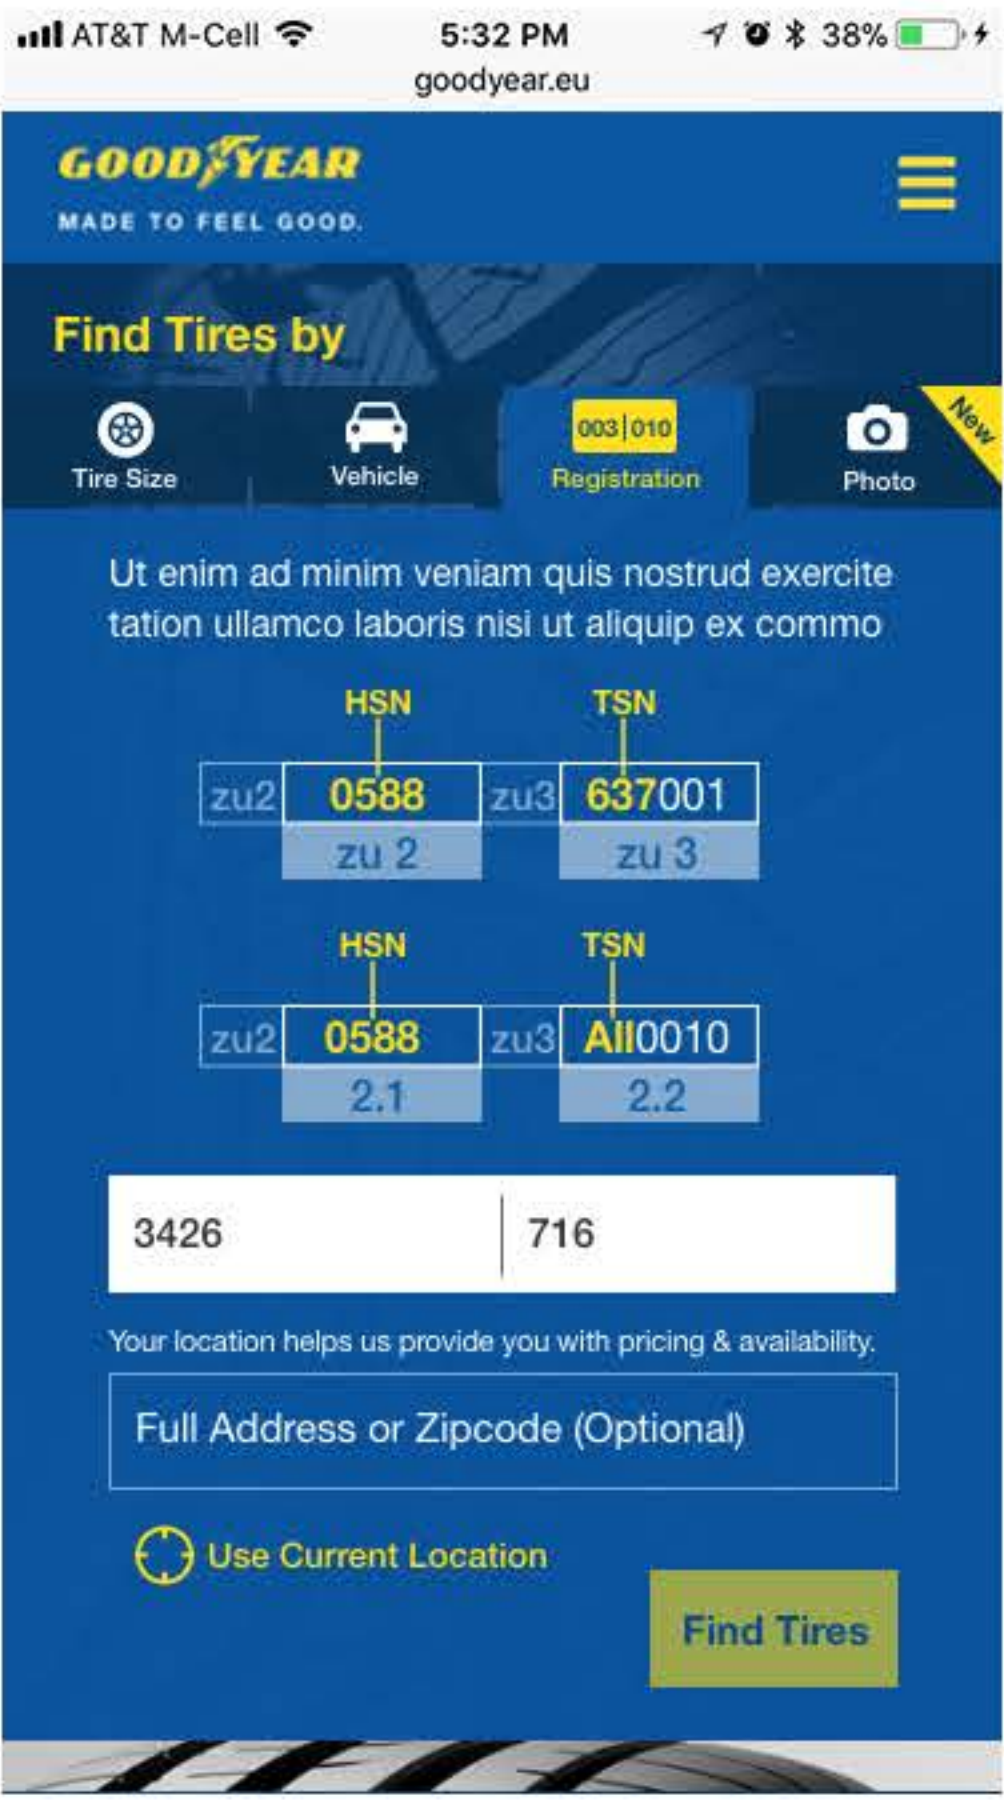 AT&T M-Cell 5:32 PM 38%
goodyear.eu
GOODYEAR
MADE TO FEEL GOOD.
Find Tires by
New
003|010
Tire Size Vehicle Registration Photo
Ut enim ad minim veniam quis nostrud exercite
tation ullamco laboris nisi ut aliquip ex commo
HSN TSN
zu2 0588 zu3 637001
zu 2 zu 3
HSN TSN
zu2 0588 zu3 All0010
2.1 2.2
3426 716
Your location helps us provide you with pricing & availability.
Full Address or Zipcode (Optional)
Use Current Location
Find Tires